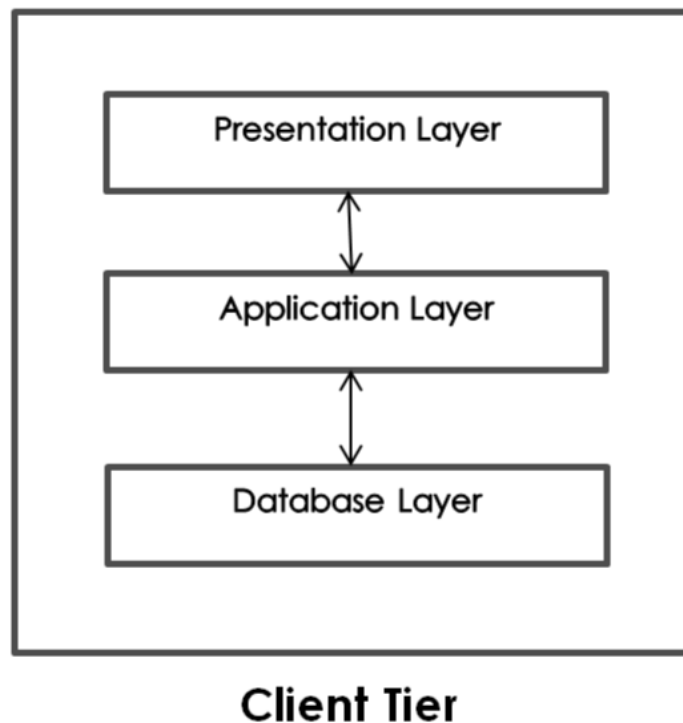 Presentation Layer
Application Layer
Database Layer
Client Tier